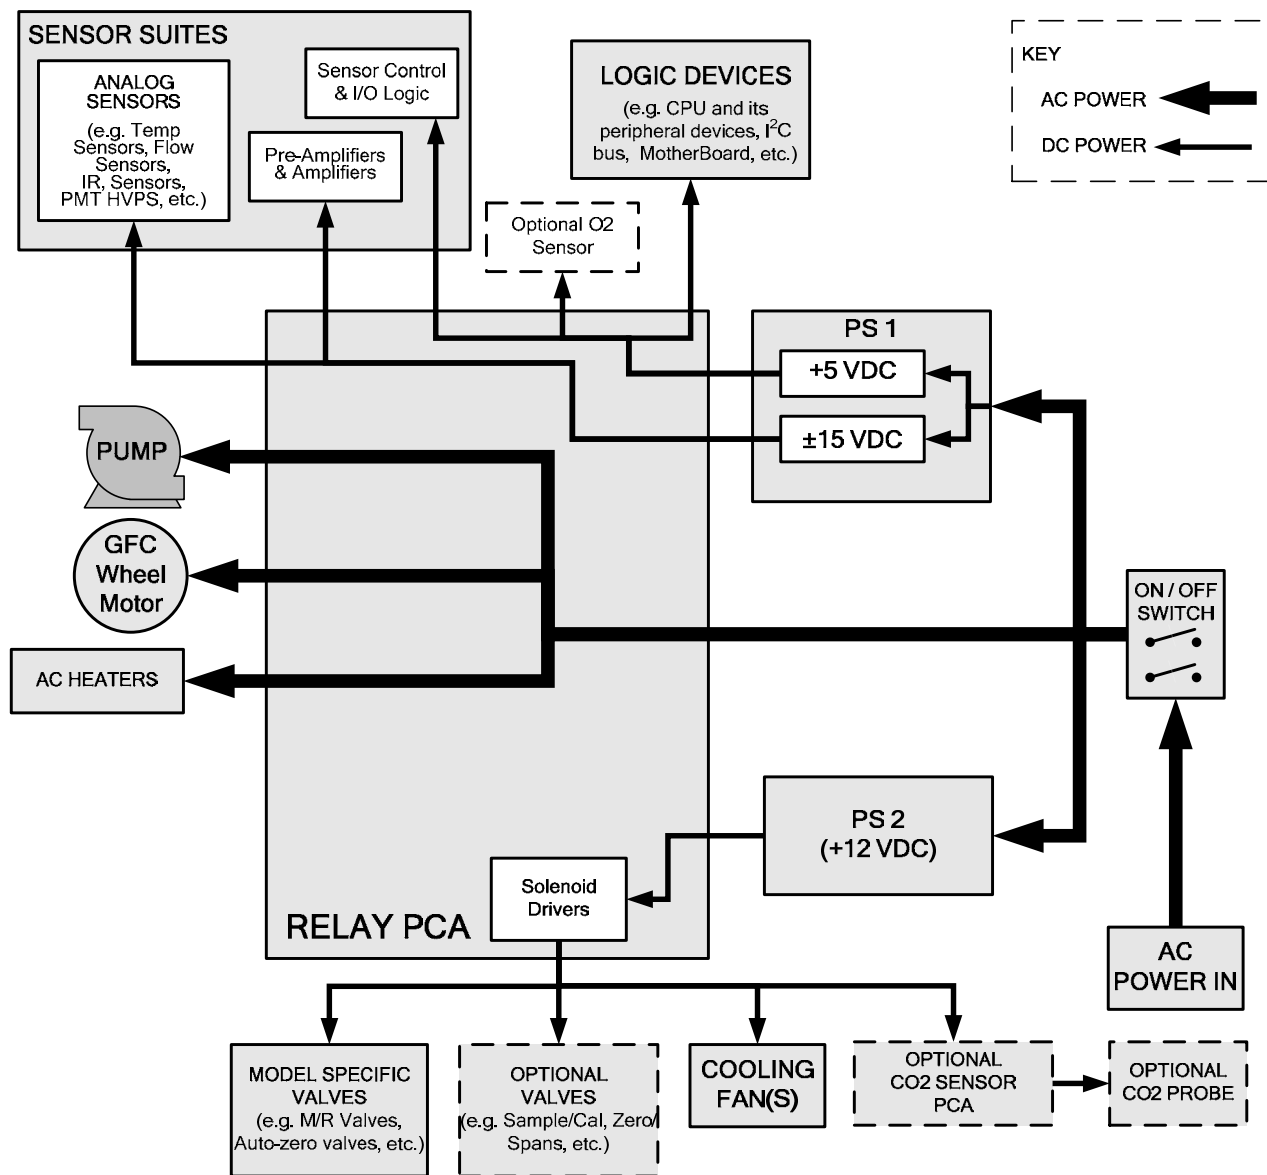 SENSOR SUITES
ANALOG
SENSORS
(e.g. Temp
Sensors, Flow
Sensors,
IR, Sensors,
PMT HVPS, etc.)
Sensor Control
& I/O Logic
Pre-Amplifiers
& Amplifiers
LOGIC DEVICES
(e.g. CPU and its
peripheral devices, I²C
bus, MotherBoard, etc.)
Optional O2
Sensor
KEY
AC POWER
DC POWER
PS 1
+5 VDC
±15 VDC
PUMP
GFC
Wheel
Motor
AC HEATERS
ON / OFF
SWITCH
PS 2
(+12 VDC)
Solenoid
Drivers
RELAY PCA
AC
POWER IN
MODEL SPECIFIC
VALVES
(e.g. M/R Valves,
Auto-zero valves, etc.)
OPTIONAL
VALVES
(e.g. Sample/Cal, Zero/
Spans, etc.)
COOLING
FAN(S)
OPTIONAL
CO2 SENSOR
PCA
OPTIONAL
CO2 PROBE